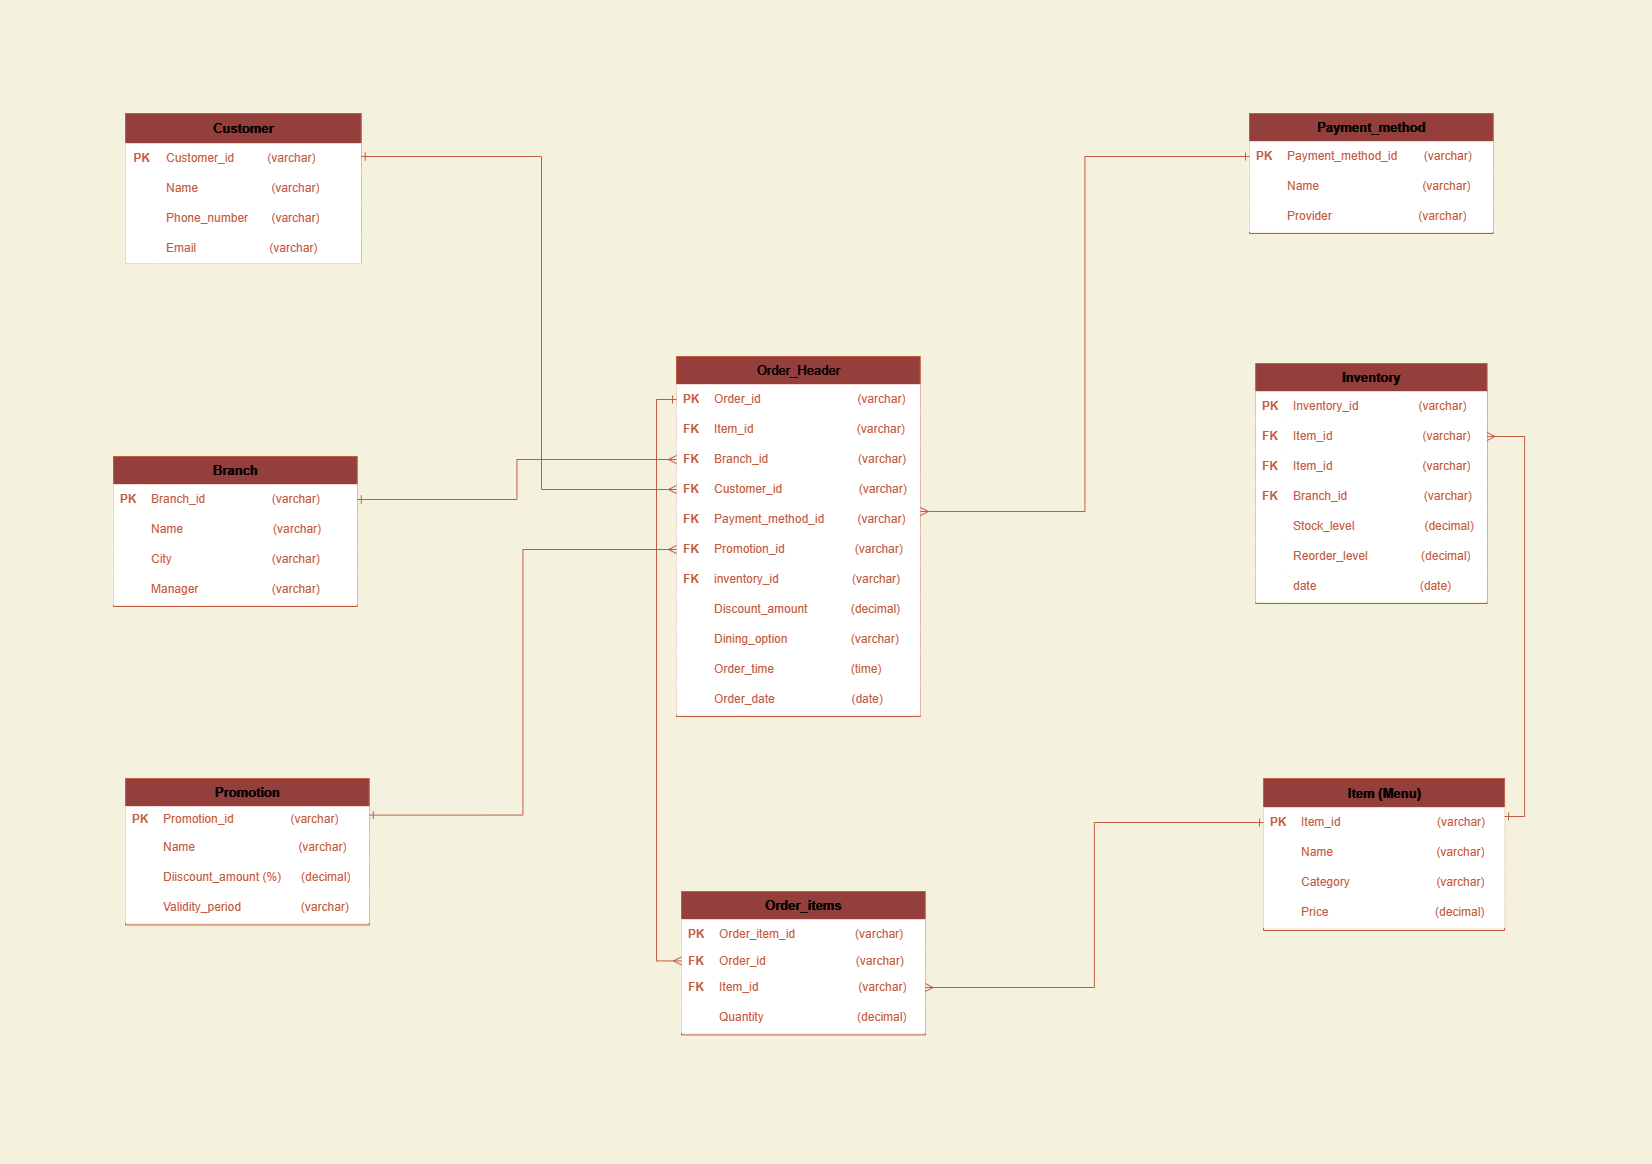 Customer
PK Customer_id (varchar)
Name (varchar)
Phone_number (varchar)
Email (varchar)
Payment_method
PK Payment_method_id (varchar)
Name (varchar)
Provider (varchar)
Order_Header
PK Order_id (varchar)
FK Item_id (varchar)
FK Branch_id (varchar)
FK Customer_id (varchar)
FK Payment_method_id (varchar)
FK Promotion_id (varchar)
FK inventory_id (varchar)
Discount_amount (decimal)
Dining_option (varchar)
Order_time (time)
Order_date (date)
Inventory
PK Inventory_id (varchar)
FK Item_id (varchar)
FK Item_id (varchar)
FK Branch_id (varchar)
Stock_level (decimal)
Reorder_level (decimal)
date (date)
Branch
PK Branch_id (varchar)
Name (varchar)
City (varchar)
Manager (varchar)
Promotion
PK Promotion_id (varchar)
Name (varchar)
Diiscount_amount (%) (decimal)
Validity_period (varchar)
Item (Menu)
PK Item_id (varchar)
Name (varchar)
Category (varchar)
Price (decimal)
Order_items
PK Order_item_id (varchar)
FK Order_id (varchar)
FK Item_id (varchar)
Quantity (decimal)